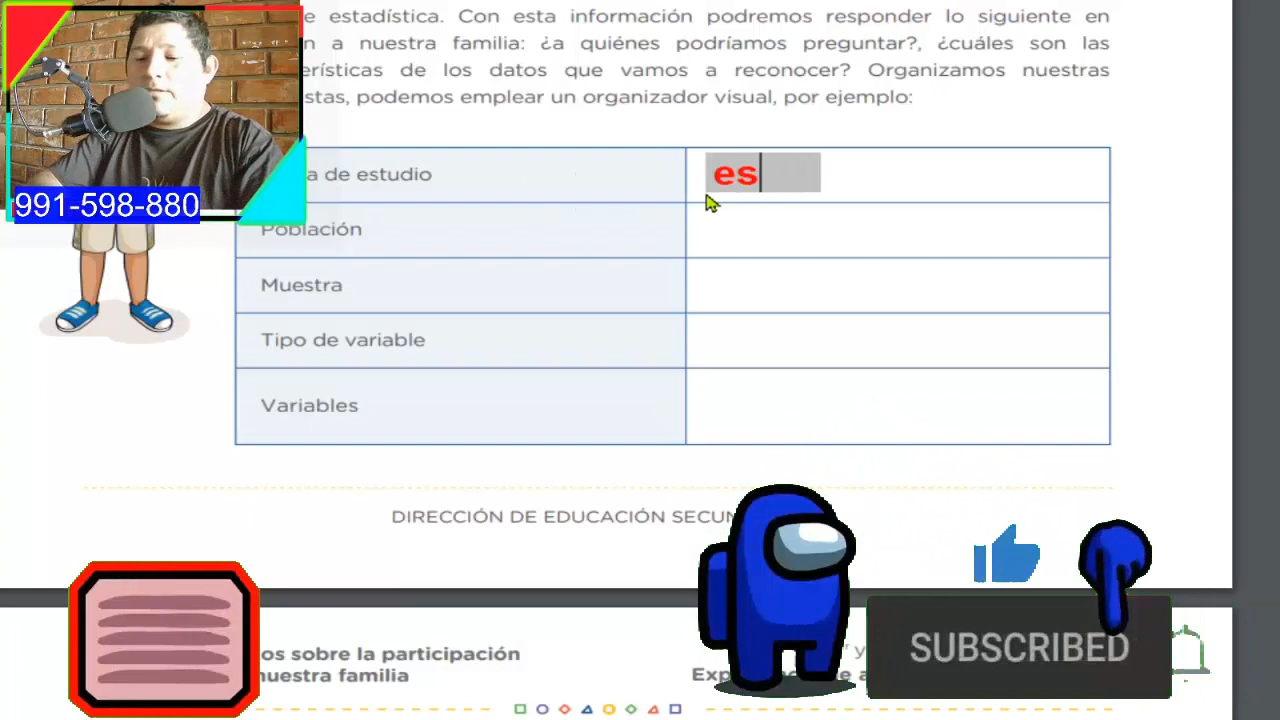 e estadística. Con esta información podremos responder lo siguiente en
n a nuestra familia: ¿a quiénes podríamos preguntar?, ¿cuáles son las
erísticas de los datos que vamos a reconocer? Organizamos nuestras
stas, podemos emplear un organizador visual, por ejemplo:
a de estudio
es
991-598-880
Población
Muestra
Tipo de variable
Variables
DIRECCIÓN DE EDUCACIÓN SECUN
SUBSCRIBED
os sobre la participación
nuestra familia
y
Exp
e a